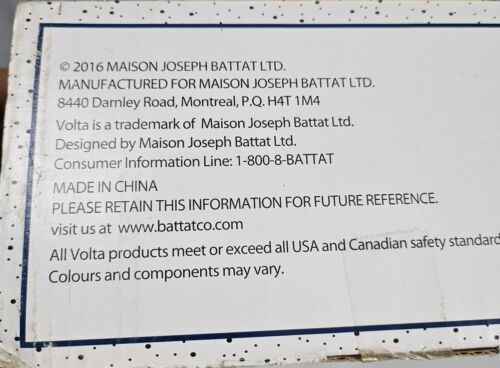 © 2016 MAISON JOSEPH BATTAT LTD.
MANUFACTURED FOR MAISON JOSEPH BATTAT LTD.
8440 Darnley Road, Montreal, P.Q. H4T 1M4
Volta is a trademark of Maison Joseph Battat Ltd.
Designed by Maison Joseph Battat Ltd.
Consumer Information Line: 1-800-8-BATTAT
MADE IN CHINA
PLEASE RETAIN THIS INFORMATION FOR FUTURE REFERENCE.
visit us at www.battatco.com
All Volta products meet or exceed all USA and Canadian safety standard
Colours and components may vary.